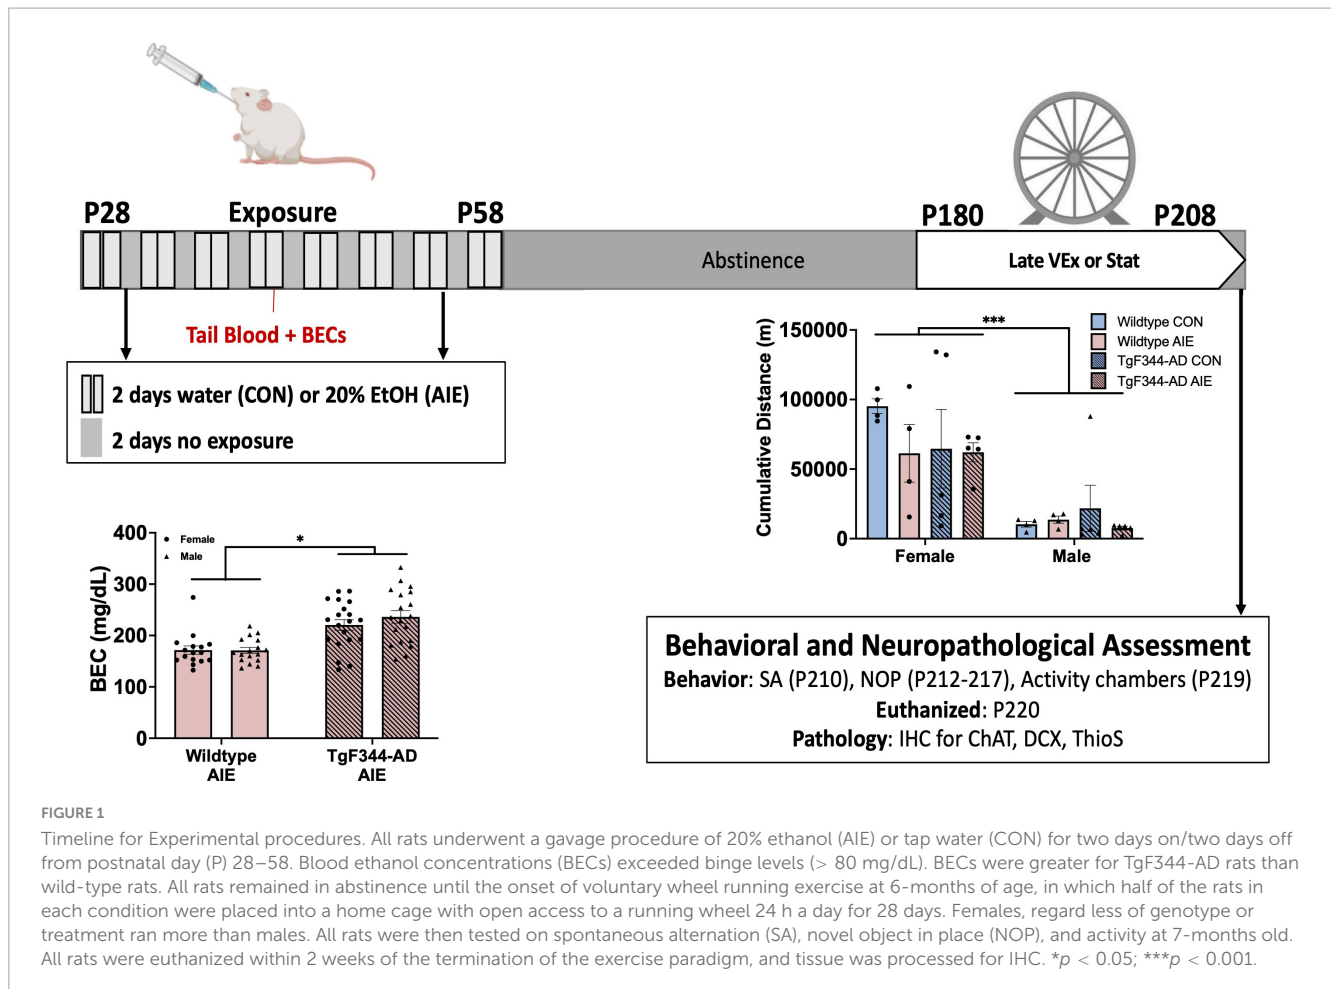 P28
Exposure
P58
P180
P208
Abstinence
Late VEx or Stat
Tail Blood + BECs
2 days water (CON) or 20% EtOH (AIE)
2 days no exposure
150000
100000
50000
0
Cumulative Distance (m)
***
Wildtype CON
Wildtype AIE
TgF344-AD CON
TgF344-AD AIE
Female
Male
400
300
200
100
0
BEC (mg/dL)
Female
Male
*
Wildtype
AIE
TgF344-AD
AIE
Behavioral and Neuropathological Assessment
Behavior: SA (P210), NOP (P212-217), Activity chambers (P219)
Euthanized: P220
Pathology: IHC for ChAT, DCX, ThioS
FIGURE 1
Timeline for Experimental procedures. All rats underwent a gavage procedure of 20% ethanol (AIE) or tap water (CON) for two days on/two days off
from postnatal day (P) 28–58. Blood ethanol concentrations (BECs) exceeded binge levels (> 80 mg/dL). BECs were greater for TgF344-AD rats than
wild-type rats. All rats remained in abstinence until the onset of voluntary wheel running exercise at 6-months of age, in which half of the rats in
each condition were placed into a home cage with open access to a running wheel 24 h a day for 28 days. Females, regard less of genotype or
treatment ran more than males. All rats were then tested on spontaneous alternation (SA), novel object in place (NOP), and activity at 7-months old.
All rats were euthanized within 2 weeks of the termination of the exercise paradigm, and tissue was processed for IHC. *p < 0.05; ***p < 0.001.